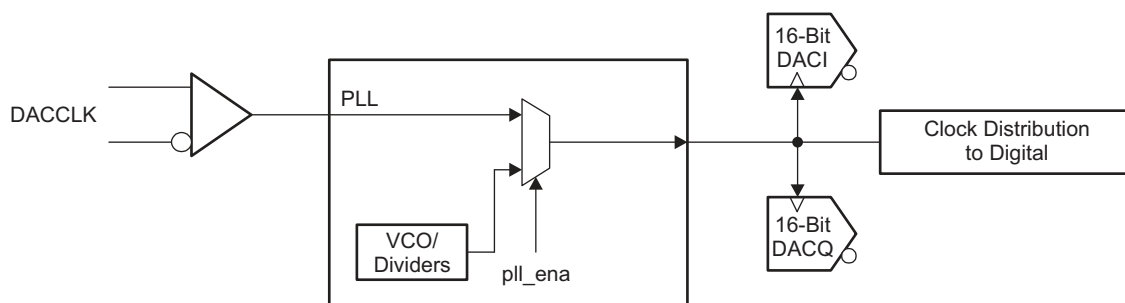 16-Bit
DACI
DACCLK
PLL
Clock Distribution
to Digital
VCO/
Dividers
pll_ena
16-Bit
DACQ